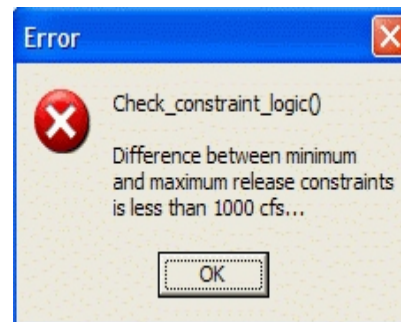 Error
Check_constraint_logic()
Difference between minimum
and maximum release constraints
is less than 1000 cfs...
OK